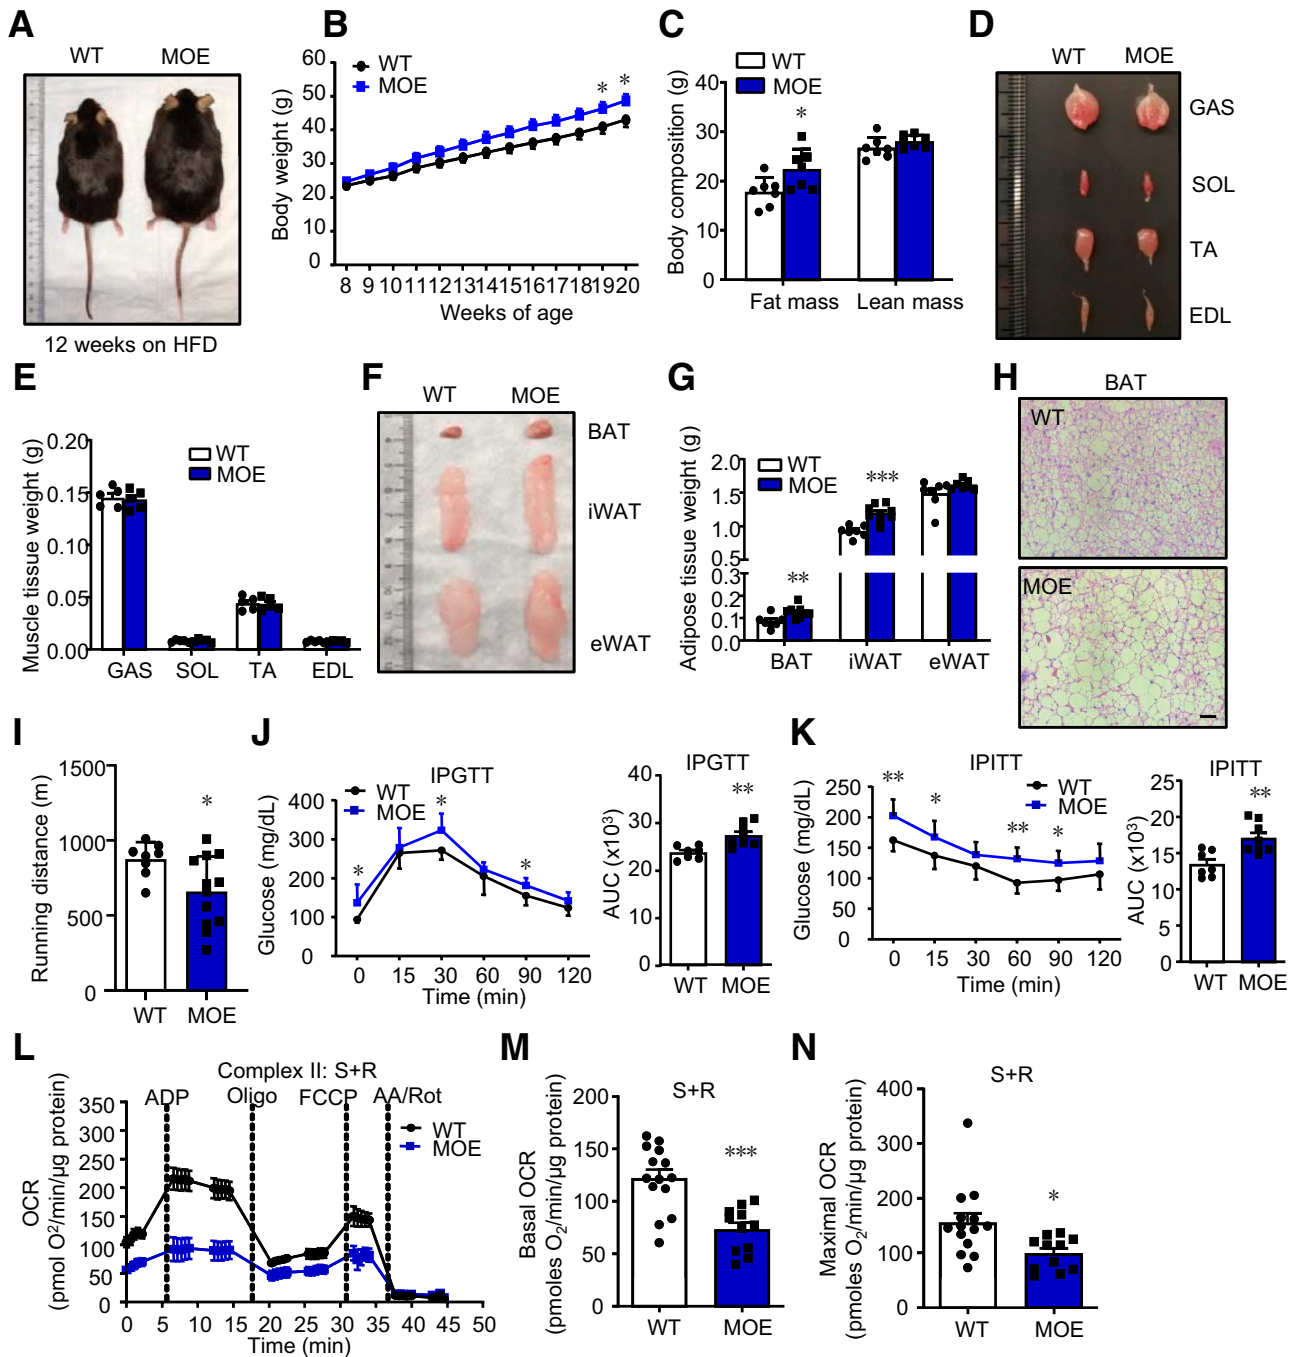 A
WT MOE
12 weeks on HFD
B
WT
MOE
Body weight (g)
60
50
40
30
20
10
0
* *
8 9 10 11 12 13 14 15 16 17 18 19 20
Weeks of age
C
WT
MOE
Body composition (g)
40
30
20
10
0
*
Fat mass Lean mass
D
WT MOE
GAS
SOL
TA
EDL
E
Muscle tissue weight (g)
0.20
0.15
0.10
0.05
0.00
WT
MOE
GAS SOL TA EDL
F
WT MOE
BAT
iWAT
eWAT
G
Adipose tissue weight (g)
2.0
1.5
1.0
0.5
0.3
0.2
0.1
0.0
WT
MOE
** ***
BAT iWAT eWAT
H
BAT
WT
MOE
I
Running distance (m)
1500
1000
500
0
*
WT MOE
J
IPGTT
WT
MOE
Glucose (mg/dL)
400
300
200
100
0
* * *
0 15 30 60 90 120
Time (min)
IPGTT
AUC (x10³)
40
30
20
10
0
**
WT MOE
K
IPITT
WT
MOE
Glucose (mg/dL)
250
200
150
100
50
0
** * ** *
0 15 30 60 90 120
Time (min)
IPITT
AUC (x10³)
25
20
15
10
5
0
**
WT MOE
L
Complex II: S+R
ADP Oligo FCCP AA/Rot
WT
MOE
OCR
(pmol O²/min/µg protein)
350
300
250
200
150
100
50
0
0 5 10 15 20 25 30 35 40 45 50
Time (min)
M
S+R
Basal OCR
(pmoles O₂/min/µg protein)
200
150
100
50
0
***
WT MOE
N
S+R
Maximal OCR
(pmoles O₂/min/µg protein)
400
300
200
100
0
*
WT MOE